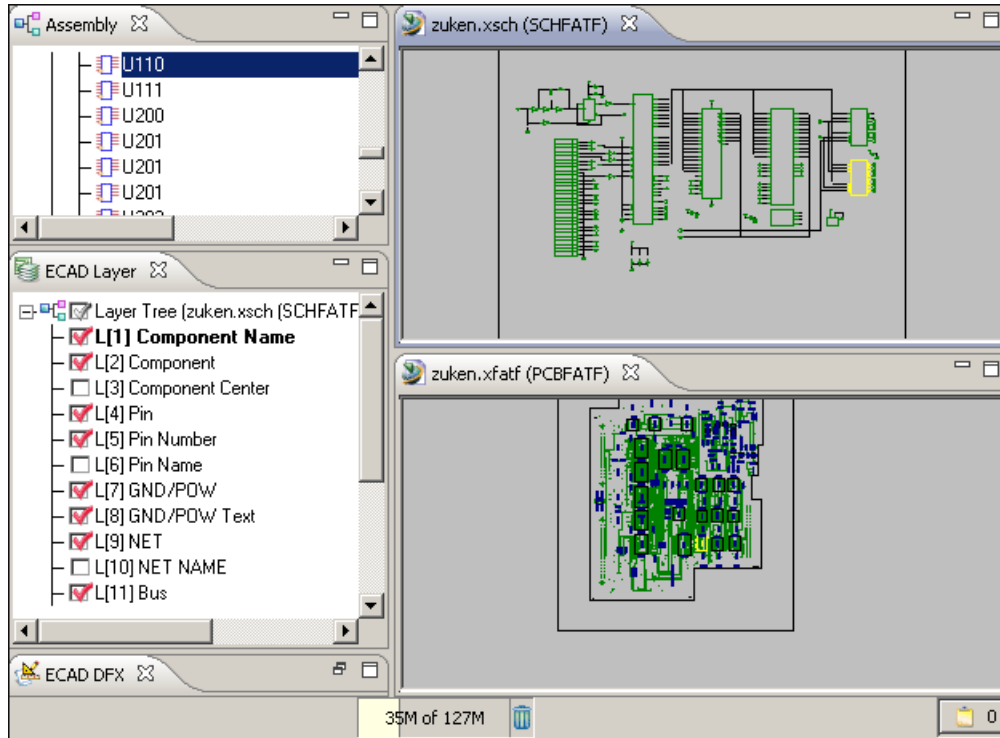 Assembly
U110
U111
U200
U201
U201
U201
ECAD Layer
Layer Tree (zuken.xsch (SCHFATF
L[1] Component Name
L[2] Component
L[3] Component Center
L[4] Pin
L[5] Pin Number
L[6] Pin Name
L[7] GND/POW
L[8] GND/POW Text
L[9] NET
L[10] NET NAME
L[11] Bus
ECAD DFX
zuken.xsch (SCHFATF)
zuken.xfatf (PCBFATF)
35M of 127M
0